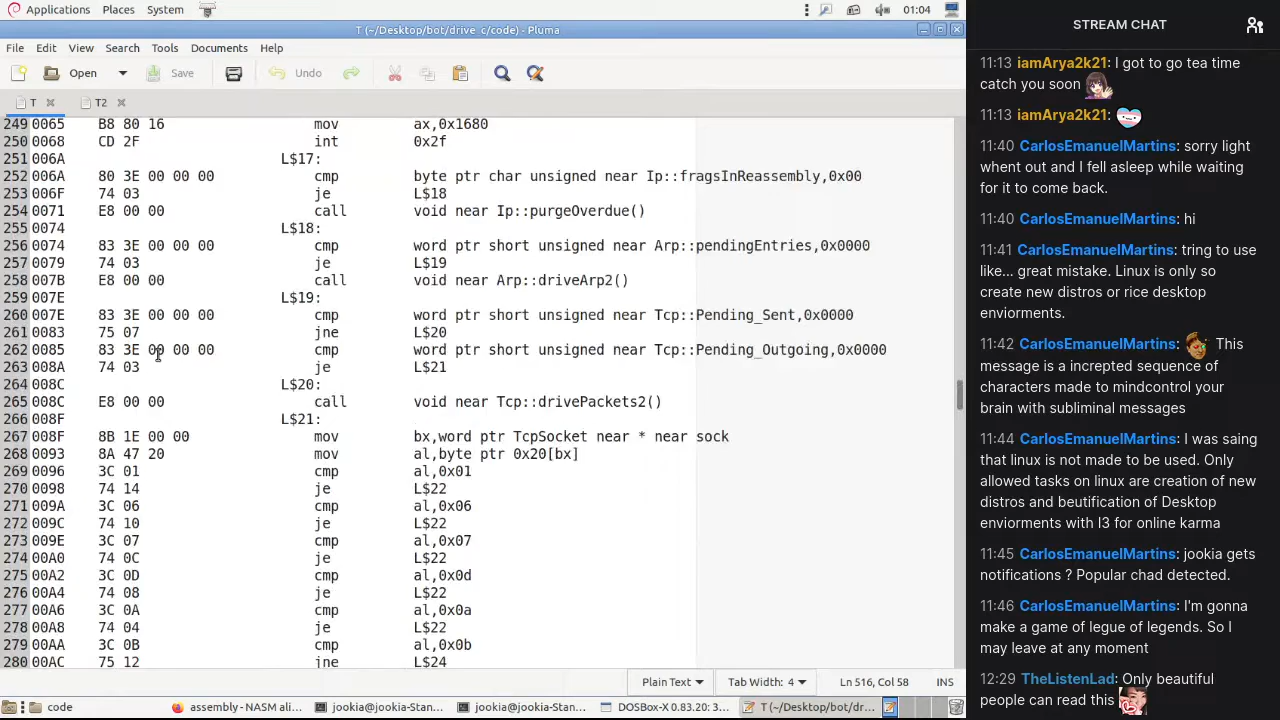 Applications Places System 01:04
T (~/Desktop/bot/drive_c/code) - Pluma
File Edit View Search Tools Documents Help
Open Save Undo
T T2
249 0065 B8 80 16 mov ax,0x1680
250 0068 CD 2F int 0x2f
251 006A L$17:
252 006A 80 3E 00 00 00 cmp byte ptr char unsigned near Ip::fragsInReassembly,0x00
253 006F 74 03 je L$18
254 0071 E8 00 00 call void near Ip::purgeOverdue()
255 0074 L$18:
256 0074 83 3E 00 00 00 cmp word ptr short unsigned near Arp::pendingEntries,0x0000
257 0079 74 03 je L$19
258 007B E8 00 00 call void near Arp::driveArp2()
259 007E L$19:
260 007E 83 3E 00 00 00 cmp word ptr short unsigned near Tcp::Pending_Sent,0x0000
261 0083 75 07 jne L$20
262 0085 83 3E 00 00 00 cmp word ptr short unsigned near Tcp::Pending_Outgoing,0x0000
263 008A 74 03 je L$21
264 008C L$20:
265 008C E8 00 00 call void near Tcp::drivePackets2()
266 008F L$21:
267 008F 8B 1E 00 00 mov bx,word ptr TcpSocket near * near sock
268 0093 8A 47 20 mov al,byte ptr 0x20[bx]
269 0096 3C 01 cmp al,0x01
270 0098 74 14 je L$22
271 009A 3C 06 cmp al,0x06
272 009C 74 10 je L$22
273 009E 3C 07 cmp al,0x07
274 00A0 74 0C je L$22
275 00A2 3C 0D cmp al,0x0d
276 00A4 74 08 je L$22
277 00A6 3C 0A cmp al,0x0a
278 00A8 74 04 je L$22
279 00AA 3C 0B cmp al,0x0b
280 00AC 75 12 jne L$24
Plain Text Tab Width: 4 Ln 516, Col 58 INS
code assembly - NASM ali... jookia@jookia-Stan... jookia@jookia-Stan... DOSBox-X 0.83.20: 3... T (~/Desktop/bot/dr...
STREAM CHAT
11:13 iamArya2k21: I got to go tea time
catch you soon
11:13 iamArya2k21:
11:40 CarlosEmanuelMartins: sorry light
whent out and I fell asleep while waiting
for it to come back.
11:40 CarlosEmanuelMartins: hi
11:41 CarlosEmanuelMartins: tring to use
like... great mistake. Linux is only so
create new distros or rice desktop
enviorments.
11:42 CarlosEmanuelMartins: This
message is a increpted sequence of
characters made to mindcontrol your
brain with subliminal messages
11:44 CarlosEmanuelMartins: I was saing
that linux is not made to be used. Only
allowed tasks on linux are creation of new
distros and beutification of Desktop
enviorments with I3 for online karma
11:45 CarlosEmanuelMartins: jookia gets
notifications ? Popular chad detected.
11:46 CarlosEmanuelMartins: I'm gonna
make a game of legue of legends. So I
may leave at any moment
12:29 TheListenLad: Only beautiful
people can read this